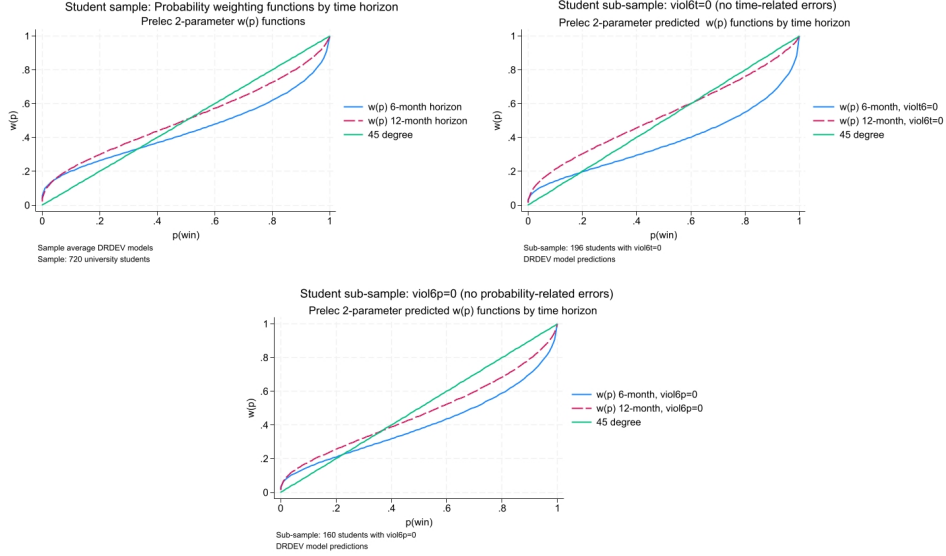 Student sample: Probability weighting functions by time horizon
Prelec 2-parameter w(p) functions
1
.8
.6
.4
.2
0
w(p)
0 .2 .4 .6 .8 1
p(win)
w(p) 6-month horizon
w(p) 12-month horizon
45 degree
Sample average DRDEV models
Sample: 720 university students
Student sub-sample: viol6t=0 (no time-related errors)
Prelec 2-parameter predicted w(p) functions by time horizon
1
.8
.6
.4
.2
0
w(p)
0 .2 .4 .6 .8 1
p(win)
w(p) 6-month, violt6=0
w(p) 12-month, viol6t=0
45 degree
Sub-sample: 196 students with viol6t=0
DRDEV model predictions
Student sub-sample: viol6p=0 (no probability-related errors)
Prelec 2-parameter predicted w(p) functions by time horizon
1
.8
.6
.4
.2
0
w(p)
0 .2 .4 .6 .8 1
p(win)
w(p) 6-month, viol6p=0
w(p) 12-month, viol6p=0
45 degree
Sub-sample: 160 students with viol6p=0
DRDEV model predictions